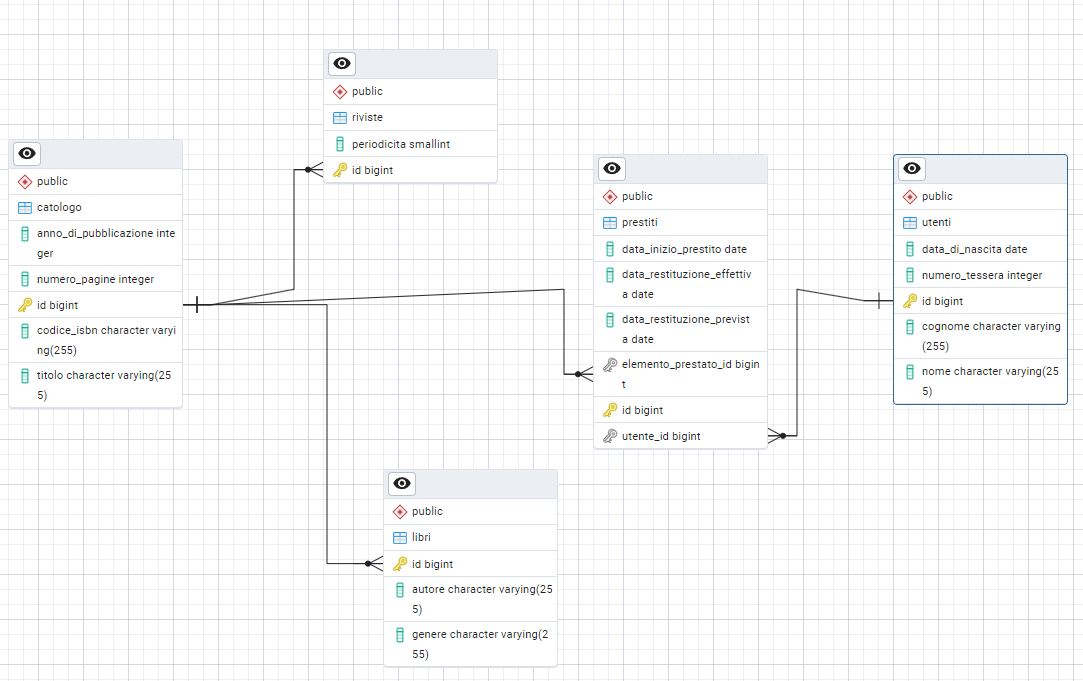 public
catologo
anno_di_pubblicazione inte
ger
numero_pagine integer
id bigint
codice_isbn character varyi
ng(255)
titolo character varying(25
5)
public
riviste
periodicita smallint
id bigint
public
libri
id bigint
autore character varying(25
5)
genere character varying(2
55)
public
prestiti
data_inizio_prestito date
data_restituzione_effettiv
a date
data_restituzione_previst
a date
elemento_prestato_id bigin
t
id bigint
utente_id bigint
public
utenti
data_di_nascita date
numero_tessera integer
id bigint
cognome character varying
(255)
nome character varying(25
5)